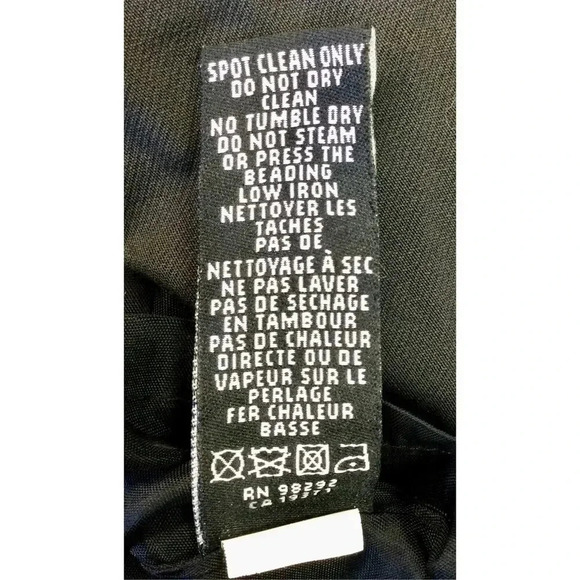 SPOT CLEAN ONLY
DO NOT DRY
CLEAN
NO TUMBLE DRY
DO NOT STEAM
OR PRESS THE
BEADING
LOW IRON
NETTOYER LES
TACHES
PAS DE
NETTOYAGE À SEC
NE PAS LAVER
PAS DE SECHAGE
EN TAMBOUR
PAS DE CHALEUR
DIRECTE OU DE
VAPEUR SUR LE
PERLAGE
FER CHALEUR
BASSE
RN 98292
CA 19371